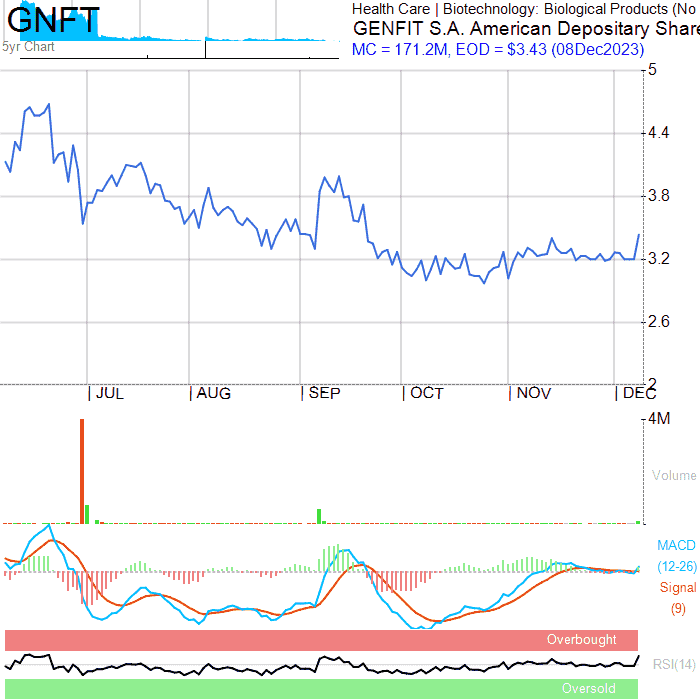 GNFT
5yr Chart
Health Care | Biotechnology: Biological Products (No
GENFIT S.A. American Depositary Share
MC = 171.2M, EOD = $3.43 (08Dec2023)
5
4.4
3.8
3.2
2.6
2
JUL AUG SEP OCT NOV DEC
4M
Volume
MACD
(12-26)
Signal
(9)
Overbought
RSI(14)
Oversold